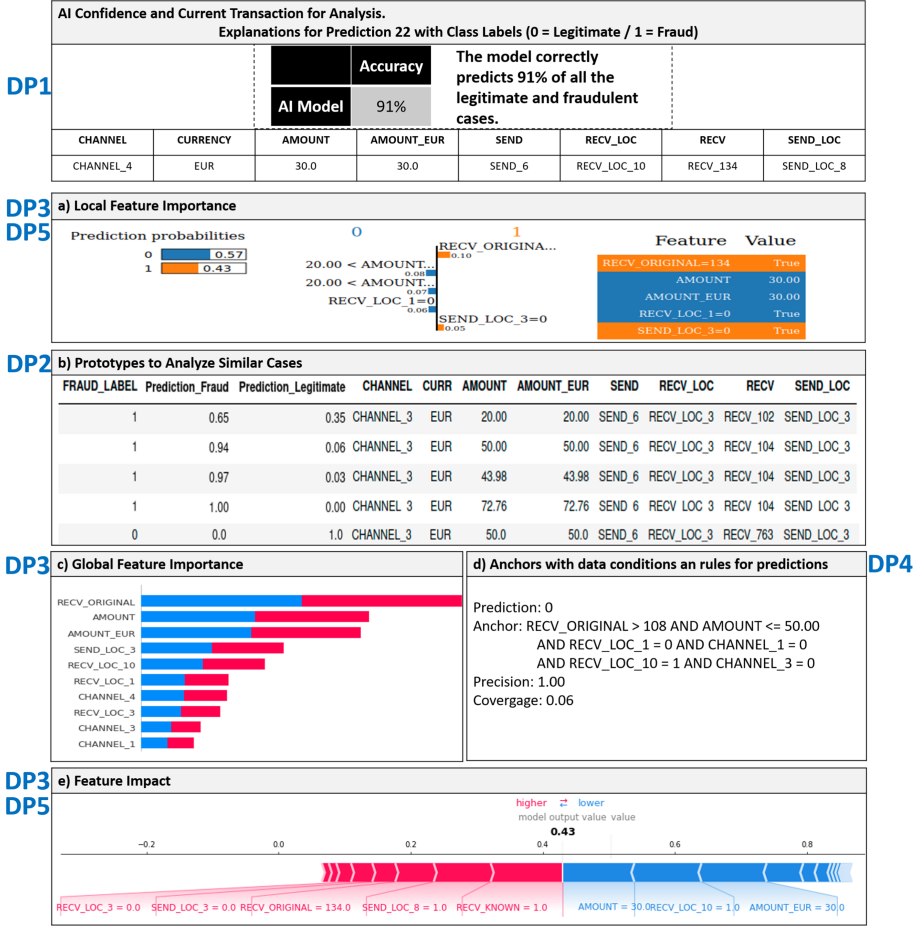 AI Confidence and Current Transaction for Analysis.
Explanations for Prediction 22 with Class Labels (0 = Legitimate / 1 = Fraud)
DP1
Accuracy
AI Model 91%
The model correctly
predicts 91% of all the
legitimate and fraudulent
cases.
CHANNEL CURRENCY AMOUNT AMOUNT_EUR SEND RECV_LOC RECV SEND_LOC
CHANNEL_4 EUR 30.0 30.0 SEND_6 RECV_LOC_10 RECV_134 SEND_LOC_8
DP3
DP5
a) Local Feature Importance
Prediction probabilities
0 0.57
1 0.43
0 1
RECV_ORIGINA...
0.10
20.00 < AMOUNT...
0.08
20.00 < AMOUNT...
0.07
RECV_LOC_1=0
0.06
SEND_LOC_3=0
0.05
Feature Value
RECV_ORIGINAL=134 True
AMOUNT 30.00
AMOUNT_EUR 30.00
RECV_LOC_1=0 True
SEND_LOC_3=0 True
DP2
b) Prototypes to Analyze Similar Cases
FRAUD_LABEL Prediction_Fraud Prediction_Legitimate CHANNEL CURR AMOUNT AMOUNT_EUR SEND RECV_LOC RECV SEND_LOC
1 0.65 0.35 CHANNEL_3 EUR 20.00 20.00 SEND_6 RECV_LOC_3 RECV_102 SEND_LOC_3
1 0.94 0.06 CHANNEL_3 EUR 50.00 50.00 SEND_6 RECV_LOC_3 RECV_104 SEND_LOC_3
1 0.97 0.03 CHANNEL_3 EUR 43.98 43.98 SEND_6 RECV_LOC_3 RECV_104 SEND_LOC_3
1 1.00 0.00 CHANNEL_3 EUR 72.76 72.76 SEND_6 RECV_LOC_3 RECV_104 SEND_LOC_3
0 0.0 1.0 CHANNEL_3 EUR 50.0 50.0 SEND_6 RECV_LOC_3 RECV_763 SEND_LOC_3
DP3
c) Global Feature Importance
RECV_ORIGINAL
AMOUNT
AMOUNT_EUR
SEND_LOC_3
RECV_LOC_10
RECV_LOC_1
CHANNEL_4
RECV_LOC_3
CHANNEL_3
CHANNEL_1
d) Anchors with data conditions an rules for predictions
DP4
Prediction: 0
Anchor: RECV_ORIGINAL > 108 AND AMOUNT <= 50.00
AND RECV_LOC_1 = 0 AND CHANNEL_1 = 0
AND RECV_LOC_10 = 1 AND CHANNEL_3 = 0
Precision: 1.00
Covergage: 0.06
DP3
DP5
e) Feature Impact
higher ⇄ lower
model output value value
0.43
−0.2 0.0 0.2 0.4 0.6 0.8
RECV_LOC_3 = 0.0 SEND_LOC_3 = 0.0 RECV_ORIGINAL = 134.0 SEND_LOC_8 = 1.0 RECV_KNOWN = 1.0 AMOUNT = 30.0 RECV_LOC_10 = 1.0 AMOUNT_EUR = 30.0